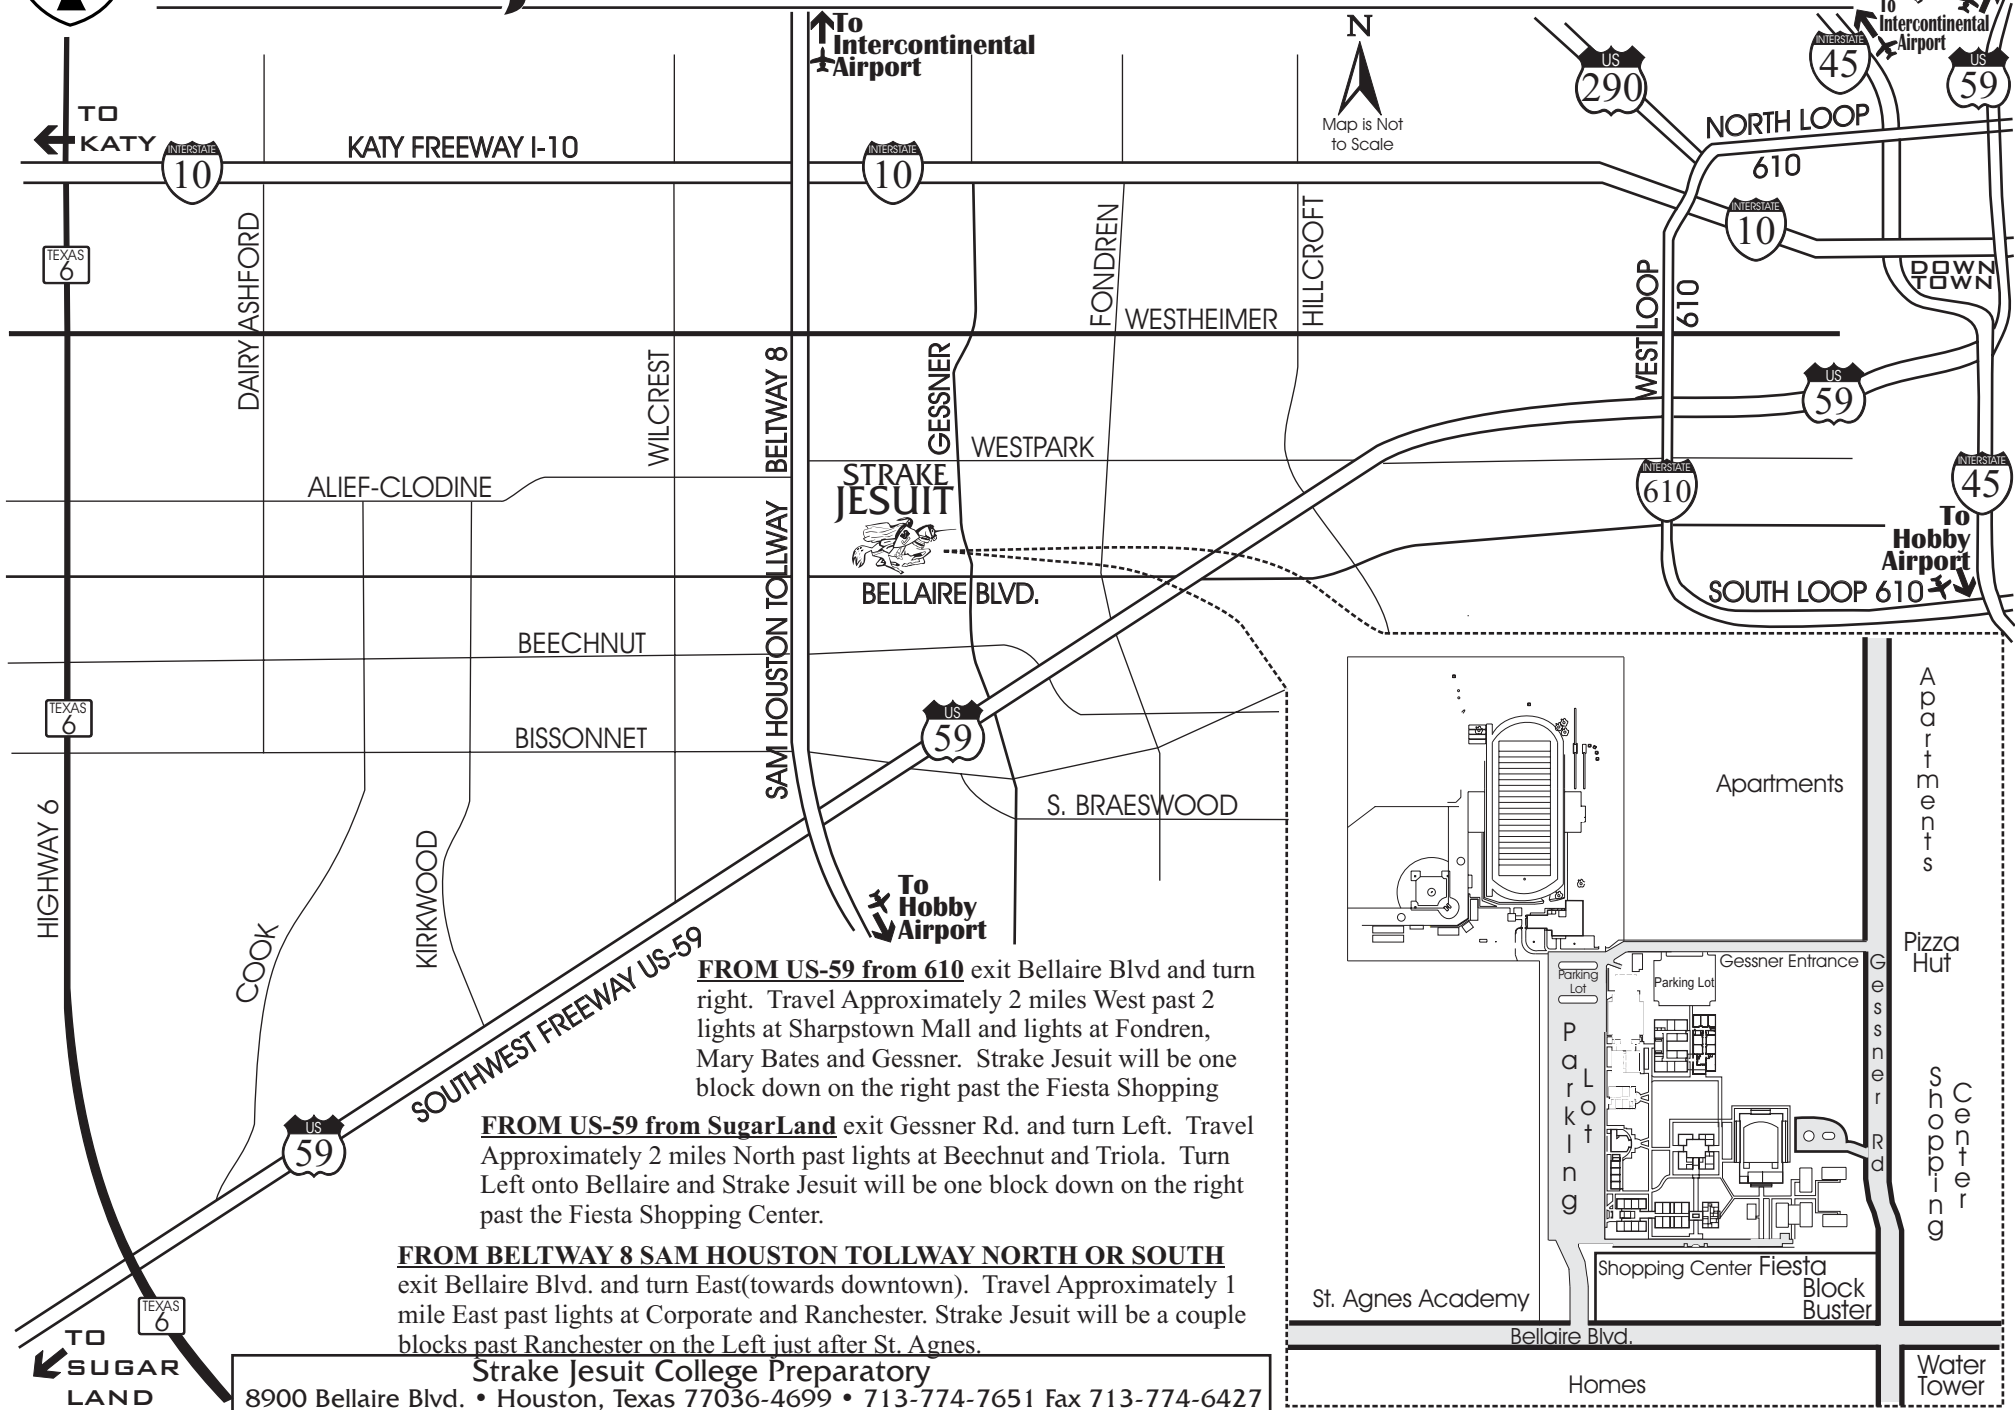 To
Intercontinental
Airport
N
Map is Not
to Scale
US
290
INTERSTATE
45
To
Intercontinental
Airport
US
59
TO
KATY
INTERSTATE
10
KATY FREEWAY I-10
INTERSTATE
10
NORTH LOOP
610
INTERSTATE
10
DOWN
TOWN
TEXAS
6
DAIRY ASHFORD
FONDREN
HILLCROFT
WESTHEIMER
WEST LOOP
610
WILCREST
BELTWAY 8
GESSNER
US
59
WESTPARK
STRAKE
JESUIT
ALIEF-CLODINE
INTERSTATE
610
INTERSTATE
45
To
Hobby
Airport
SAM HOUSTON TOLLWAY
BELLAIRE BLVD.
SOUTH LOOP 610
BEECHNUT
TEXAS
6
BISSONNET
US
59
S. BRAESWOOD
HIGHWAY 6
COOK
KIRKWOOD
To
Hobby
Airport
SOUTHWEST FREEWAY US-59
US
59
TEXAS
6
TO
SUGAR
LAND
FROM US-59 from 610 exit Bellaire Blvd and turn
right. Travel Approximately 2 miles West past 2
lights at Sharpstown Mall and lights at Fondren,
Mary Bates and Gessner. Strake Jesuit will be one
block down on the right past the Fiesta Shopping
FROM US-59 from SugarLand exit Gessner Rd. and turn Left. Travel
Approximately 2 miles North past lights at Beechnut and Triola. Turn
Left onto Bellaire and Strake Jesuit will be one block down on the right
past the Fiesta Shopping Center.
FROM BELTWAY 8 SAM HOUSTON TOLLWAY NORTH OR SOUTH
exit Bellaire Blvd. and turn East(towards downtown). Travel Approximately 1
mile East past lights at Corporate and Ranchester. Strake Jesuit will be a couple
blocks past Ranchester on the Left just after St. Agnes.
Strake Jesuit College Preparatory
8900 Bellaire Blvd. • Houston, Texas 77036-4699 • 713-774-7651 Fax 713-774-6427
Apartments
Apartments
Pizza
Hut
Gessner Entrance
Parking
Lot
Parking Lot
Parking
Lot
Gessner Rd
Shopping
Center
Shopping Center Fiesta
Block
Buster
St. Agnes Academy
Bellaire Blvd.
Homes
Water
Tower